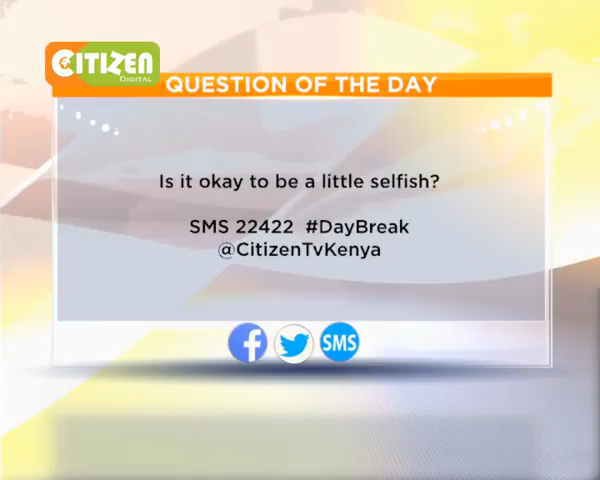 CITIZEN
DIGITAL
QUESTION OF THE DAY
Is it okay to be a little selfish?
SMS 22422 #DayBreak
@CitizenTvKenya
f
SMS